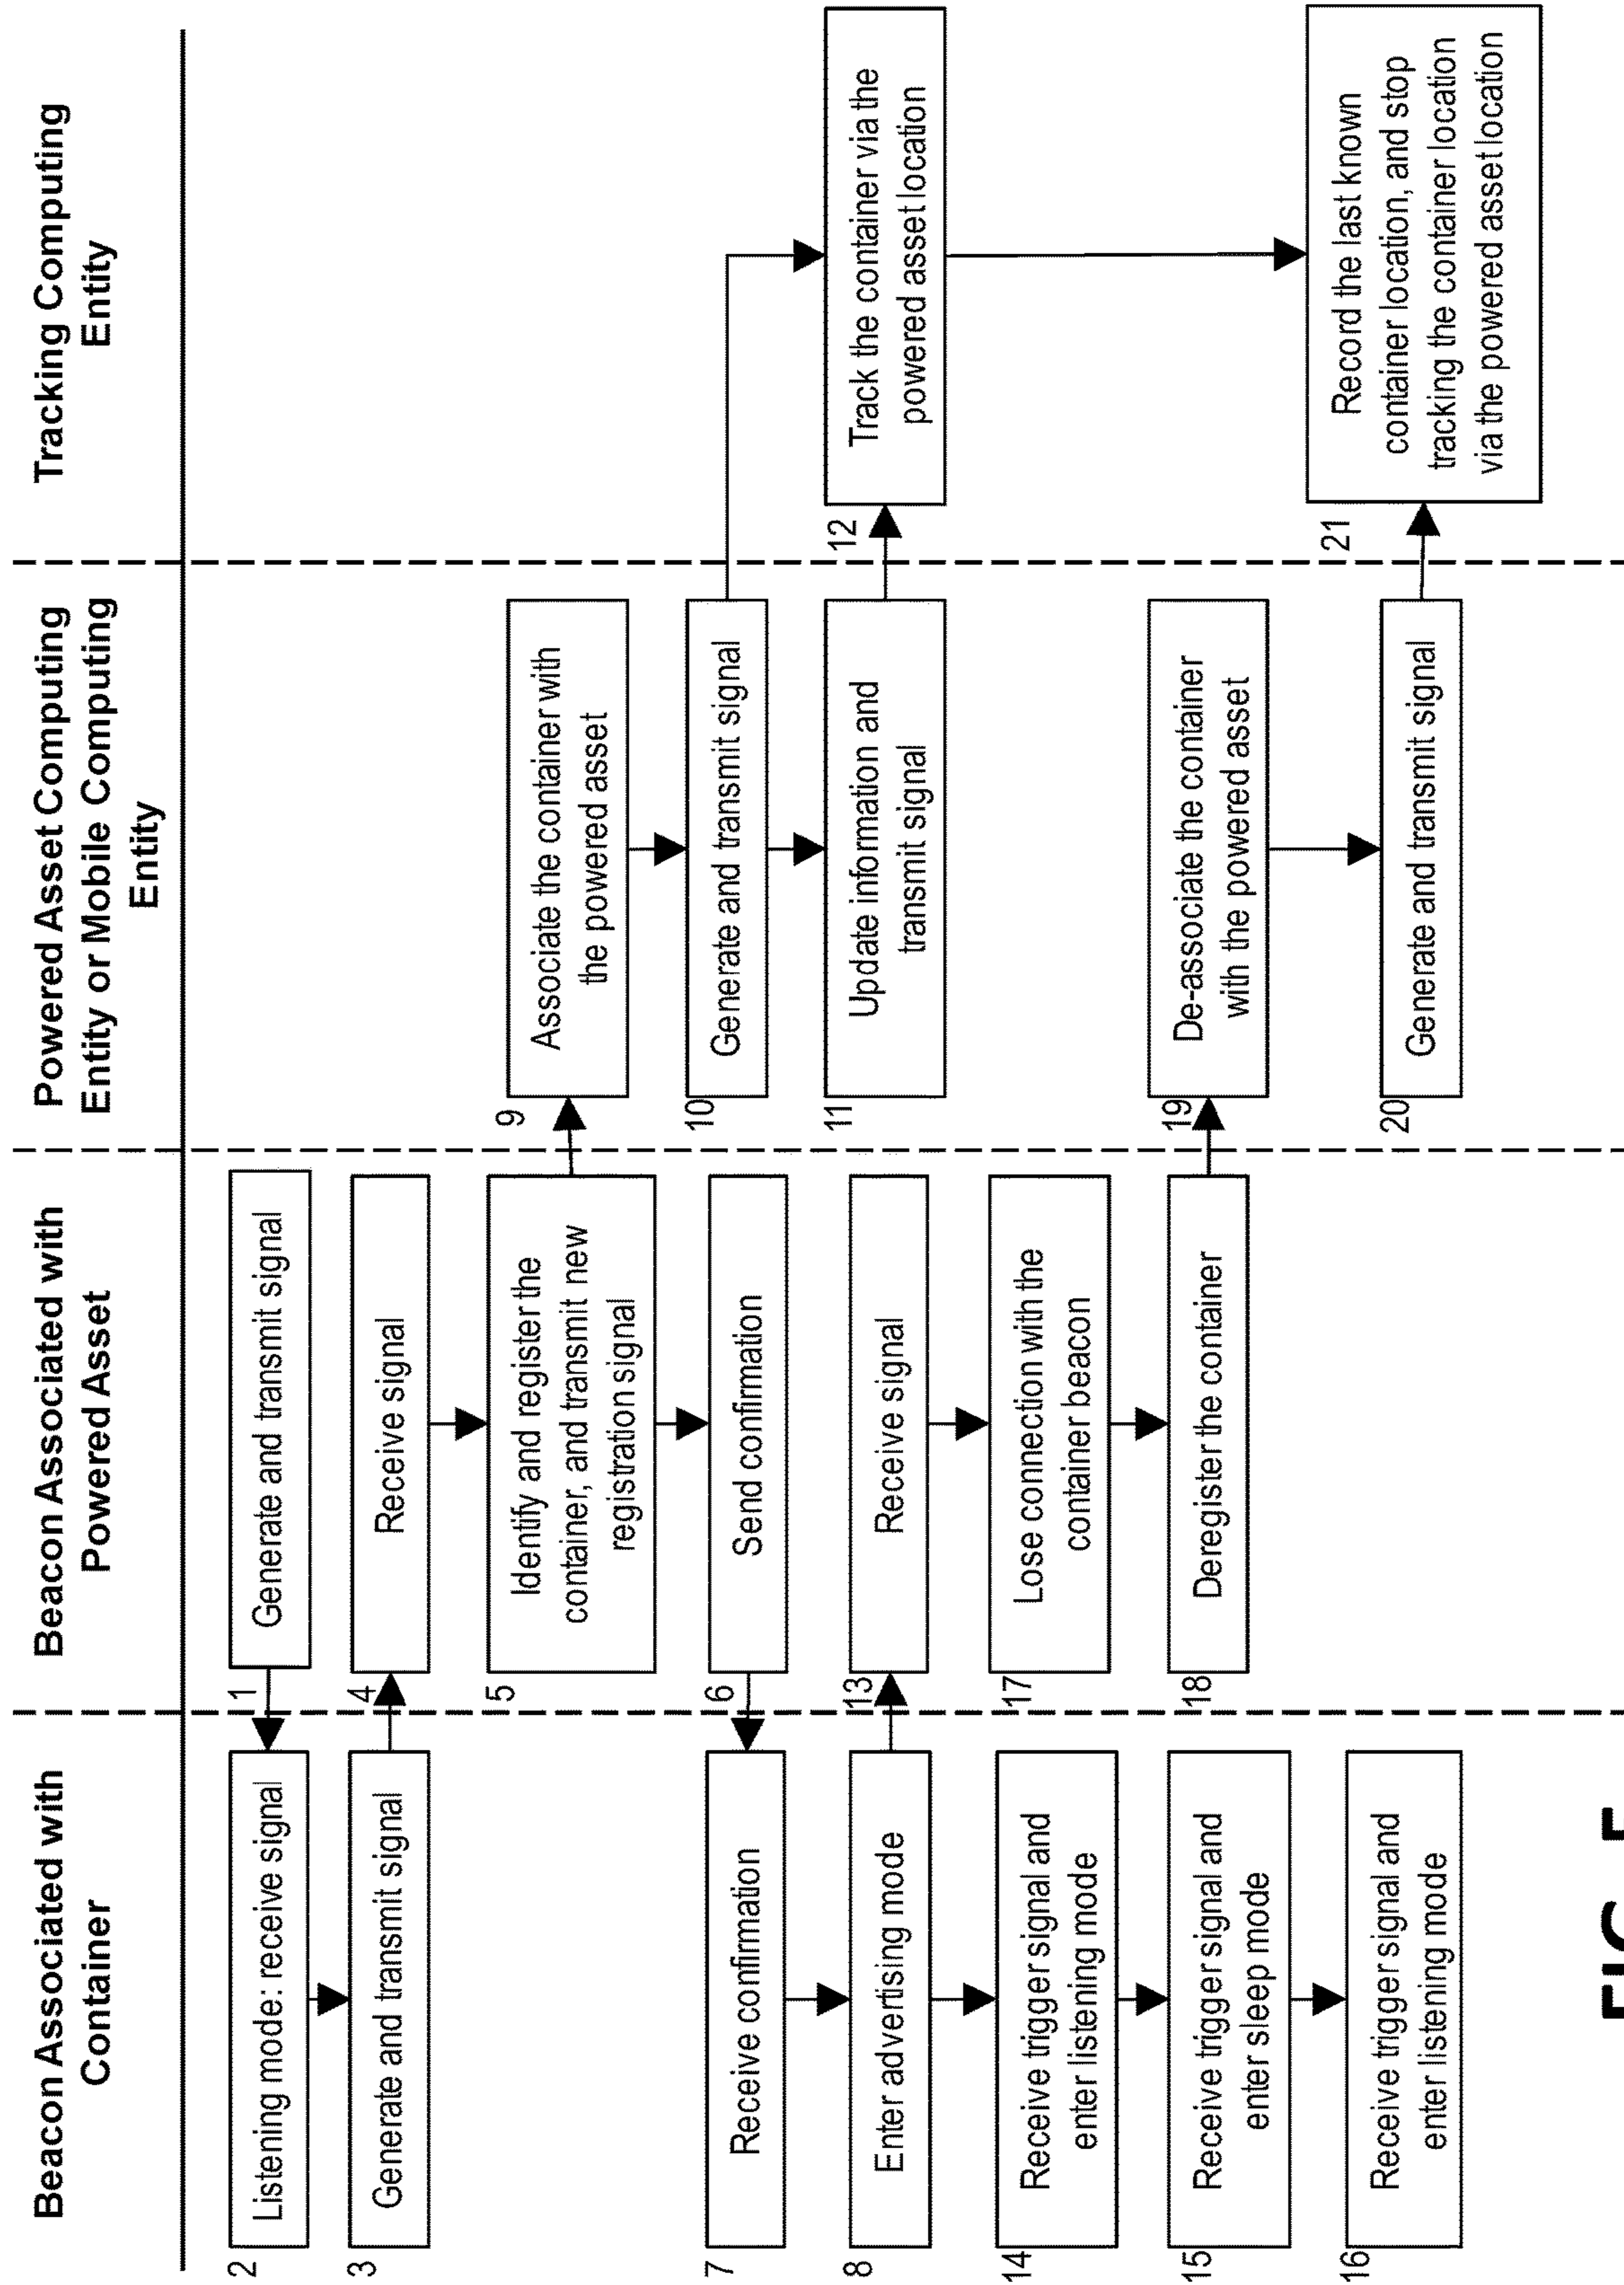 Beacon Associated with
Container
Beacon Associated with
Powered Asset
Powered Asset Computing
Entity or Mobile Computing
Entity
Tracking Computing
Entity
2
Listening mode: receive signal
1
Generate and transmit signal
3
Generate and transmit signal
4
Receive signal
5
Identify and register the
container, and transmit new
registration signal
9
Associate the container with
the powered asset
7
Receive confirmation
6
Send confirmation
10
Generate and transmit signal
8
Enter advertising mode
13
Receive signal
11
Update information and
transmit signal
12
Track the container via the
powered asset location
14
Receive trigger signal and
enter listening mode
17
Lose connection with the
container beacon
15
Receive trigger signal and
enter sleep mode
18
Deregister the container
19
De-associate the container
with the powered asset
16
Receive trigger signal and
enter listening mode
20
Generate and transmit signal
21
Record the last known
container location, and stop
tracking the container location
via the powered asset location